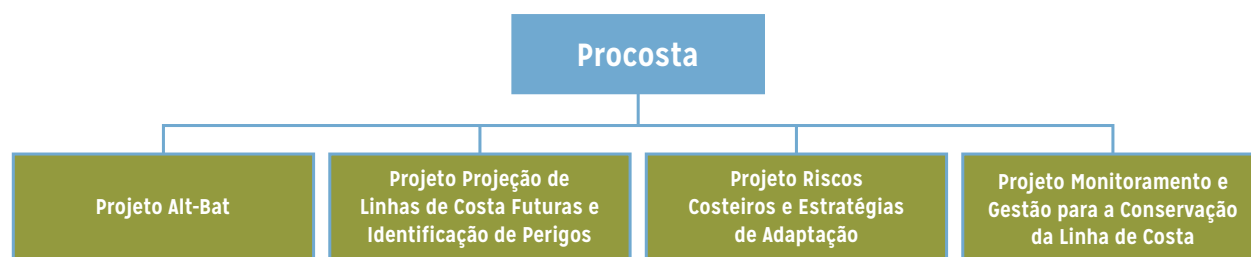 Procosta
Projeto Alt-Bat
Projeto Projeção de
Linhas de Costa Futuras e
Identificação de Perigos
Projeto Riscos
Costeiros e Estratégias
de Adaptação
Projeto Monitoramento e
Gestão para a Conservação
da Linha de Costa